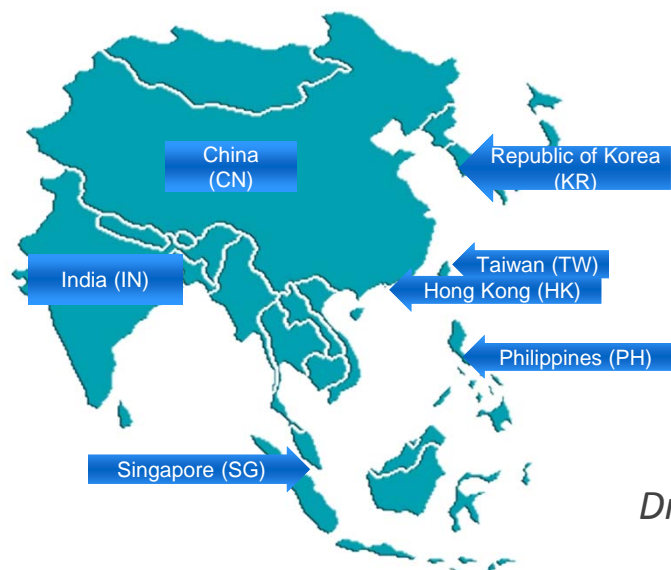 China
(CN)
Republic of Korea
(KR)
India (IN)
Taiwan (TW)
Hong Kong (HK)
Philippines (PH)
Singapore (SG)